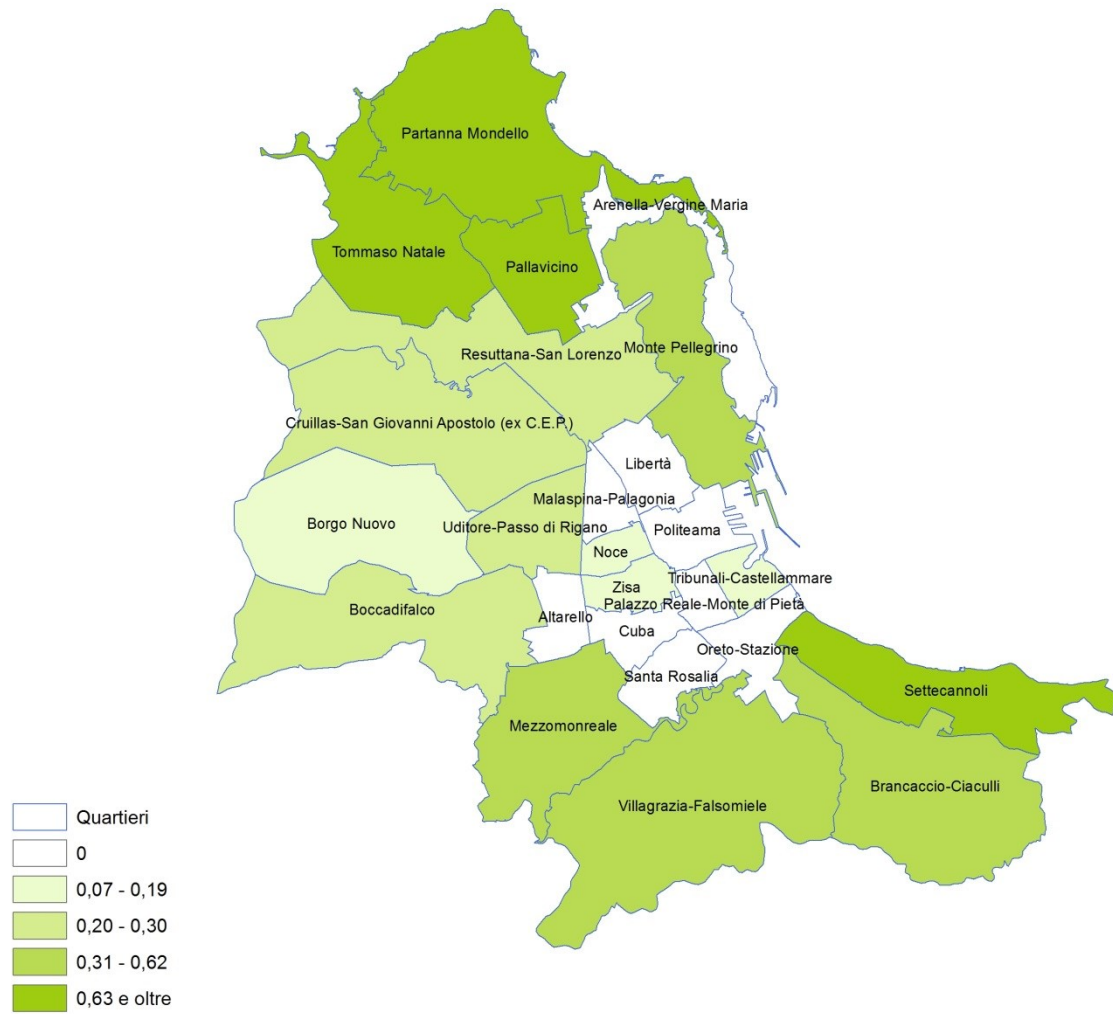 Partanna Mondello
Arenella-Vergine Maria
Tommaso Natale
Pallavicino
Resuttana-San Lorenzo
Monte Pellegrino
Cruillas-San Giovanni Apostolo (ex C.E.P.)
Libertà
Malaspina-Palagonia
Borgo Nuovo
Uditore-Passo di Rigano
Politeama
Noce
Tribunali-Castellammare
Zisa
Boccadifalco
Palazzo Reale-Monte di Pietà
Altarello
Cuba
Oreto-Stazione
Santa Rosalia
Settecannoli
Mezzomonreale
Brancaccio-Ciaculli
Villagrazia-Falsomiele
Quartieri
0
0,07 - 0,19
0,20 - 0,30
0,31 - 0,62
0,63 e oltre